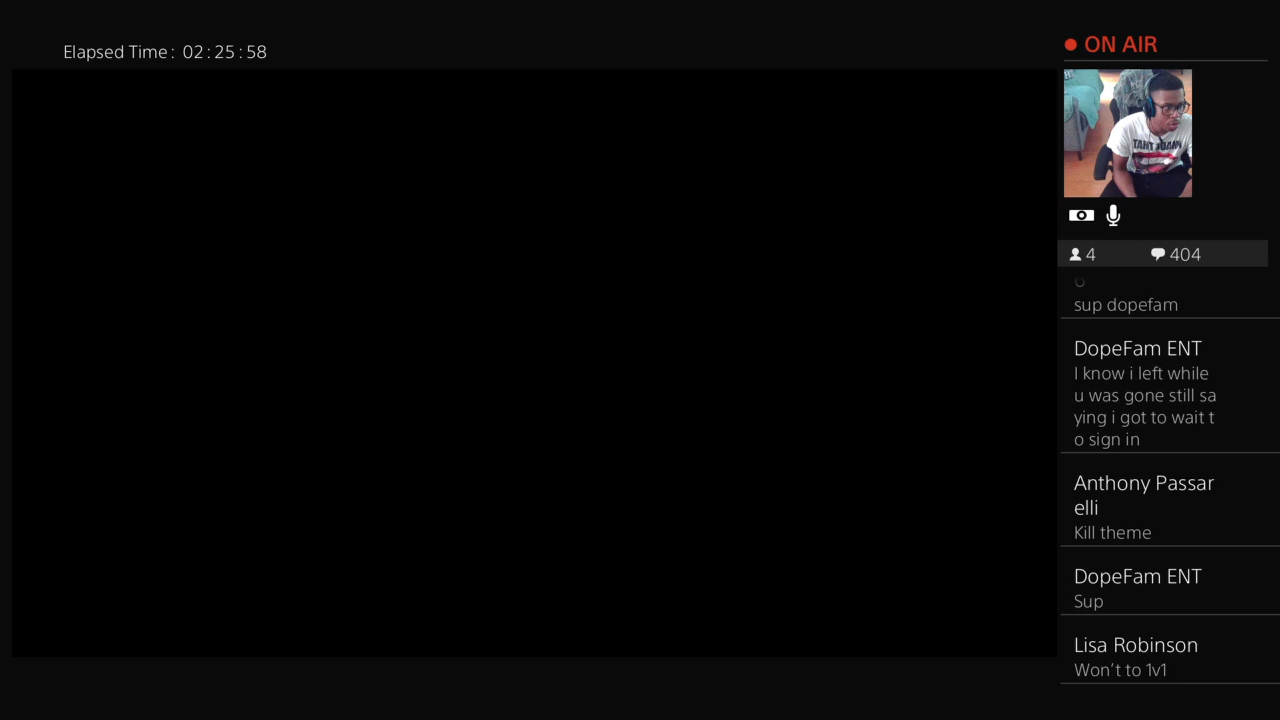 Elapsed Time: 02:25:58
ON AIR
4
404
sup dopefam
DopeFam ENT
I know i left while
u was gone still sa
ying i got to wait t
o sign in
Anthony Passar
elli
Kill theme
DopeFam ENT
Sup
Lisa Robinson
Won't to 1v1